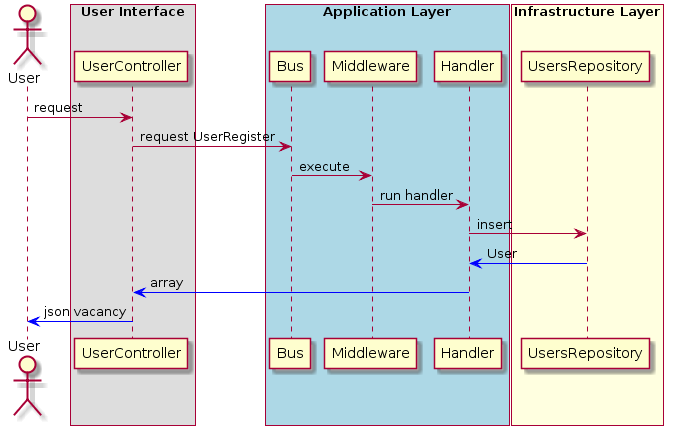 User Interface
Application Layer
Infrastructure Layer
User
UserController
Bus
Middleware
Handler
UsersRepository
request
request UserRegister
execute
run handler
insert
User
array
json vacancy
User
UserController
Bus
Middleware
Handler
UsersRepository